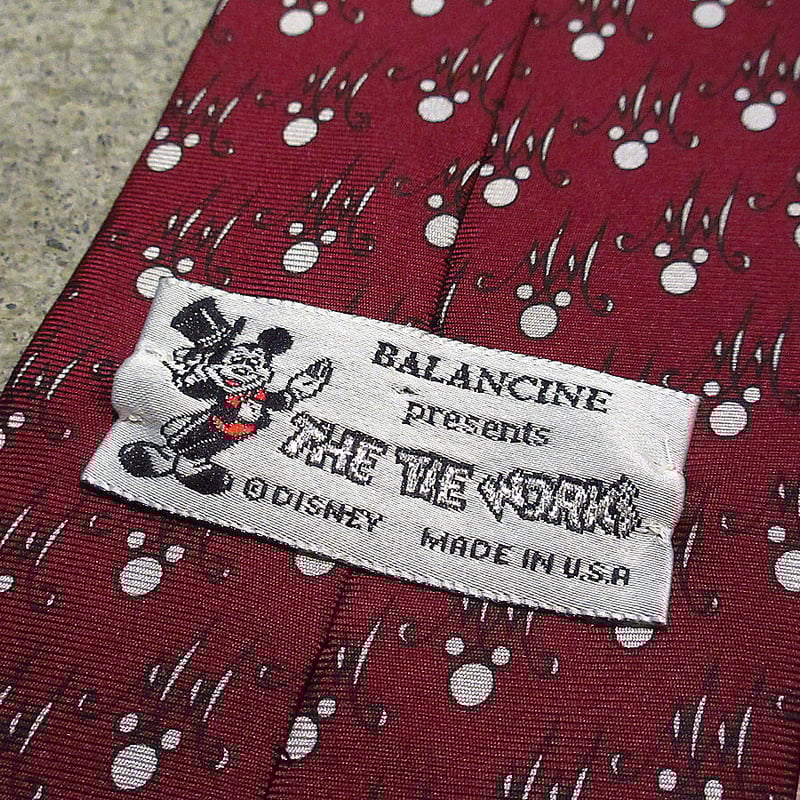 BALANCINE
presents
THE TIE WORKS
©DISNEY MADE IN U.S.A